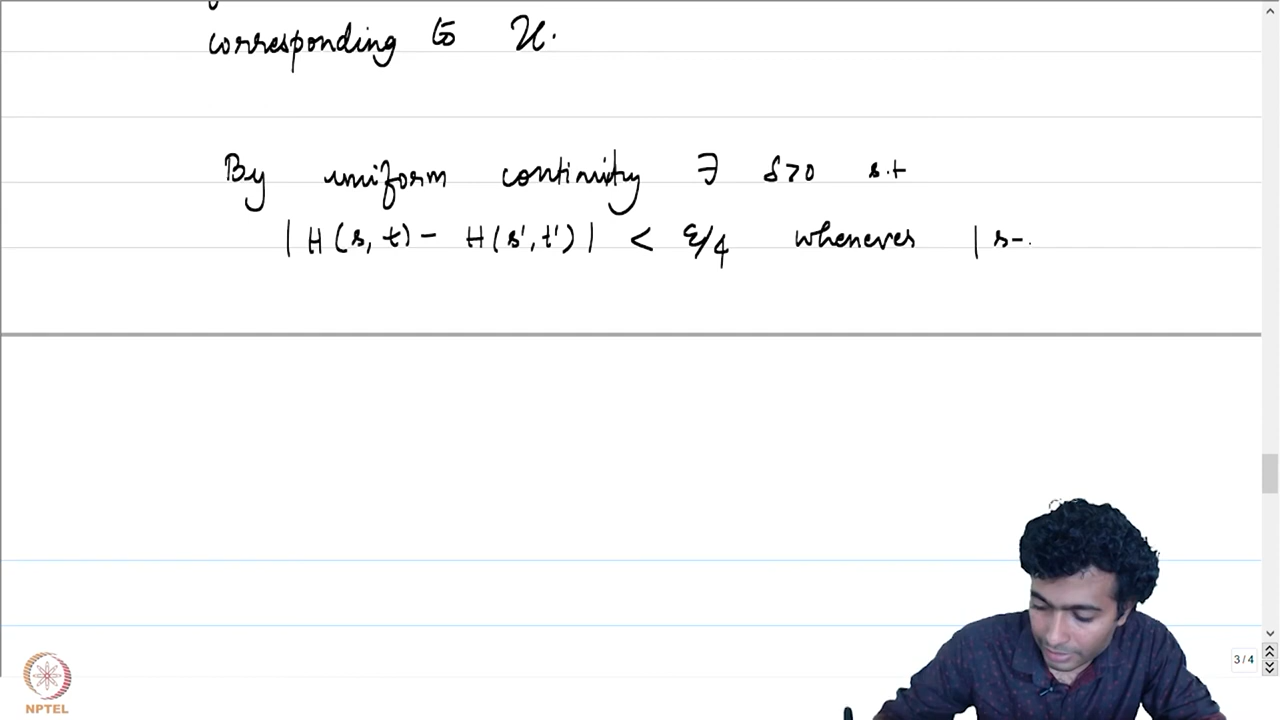 corresponding to 𝒰.
By uniform continuity ∃ δ>0 s.t
|H(s, t) - H(s', t')| < ε/4 whenever |s-
3/4
NPTEL